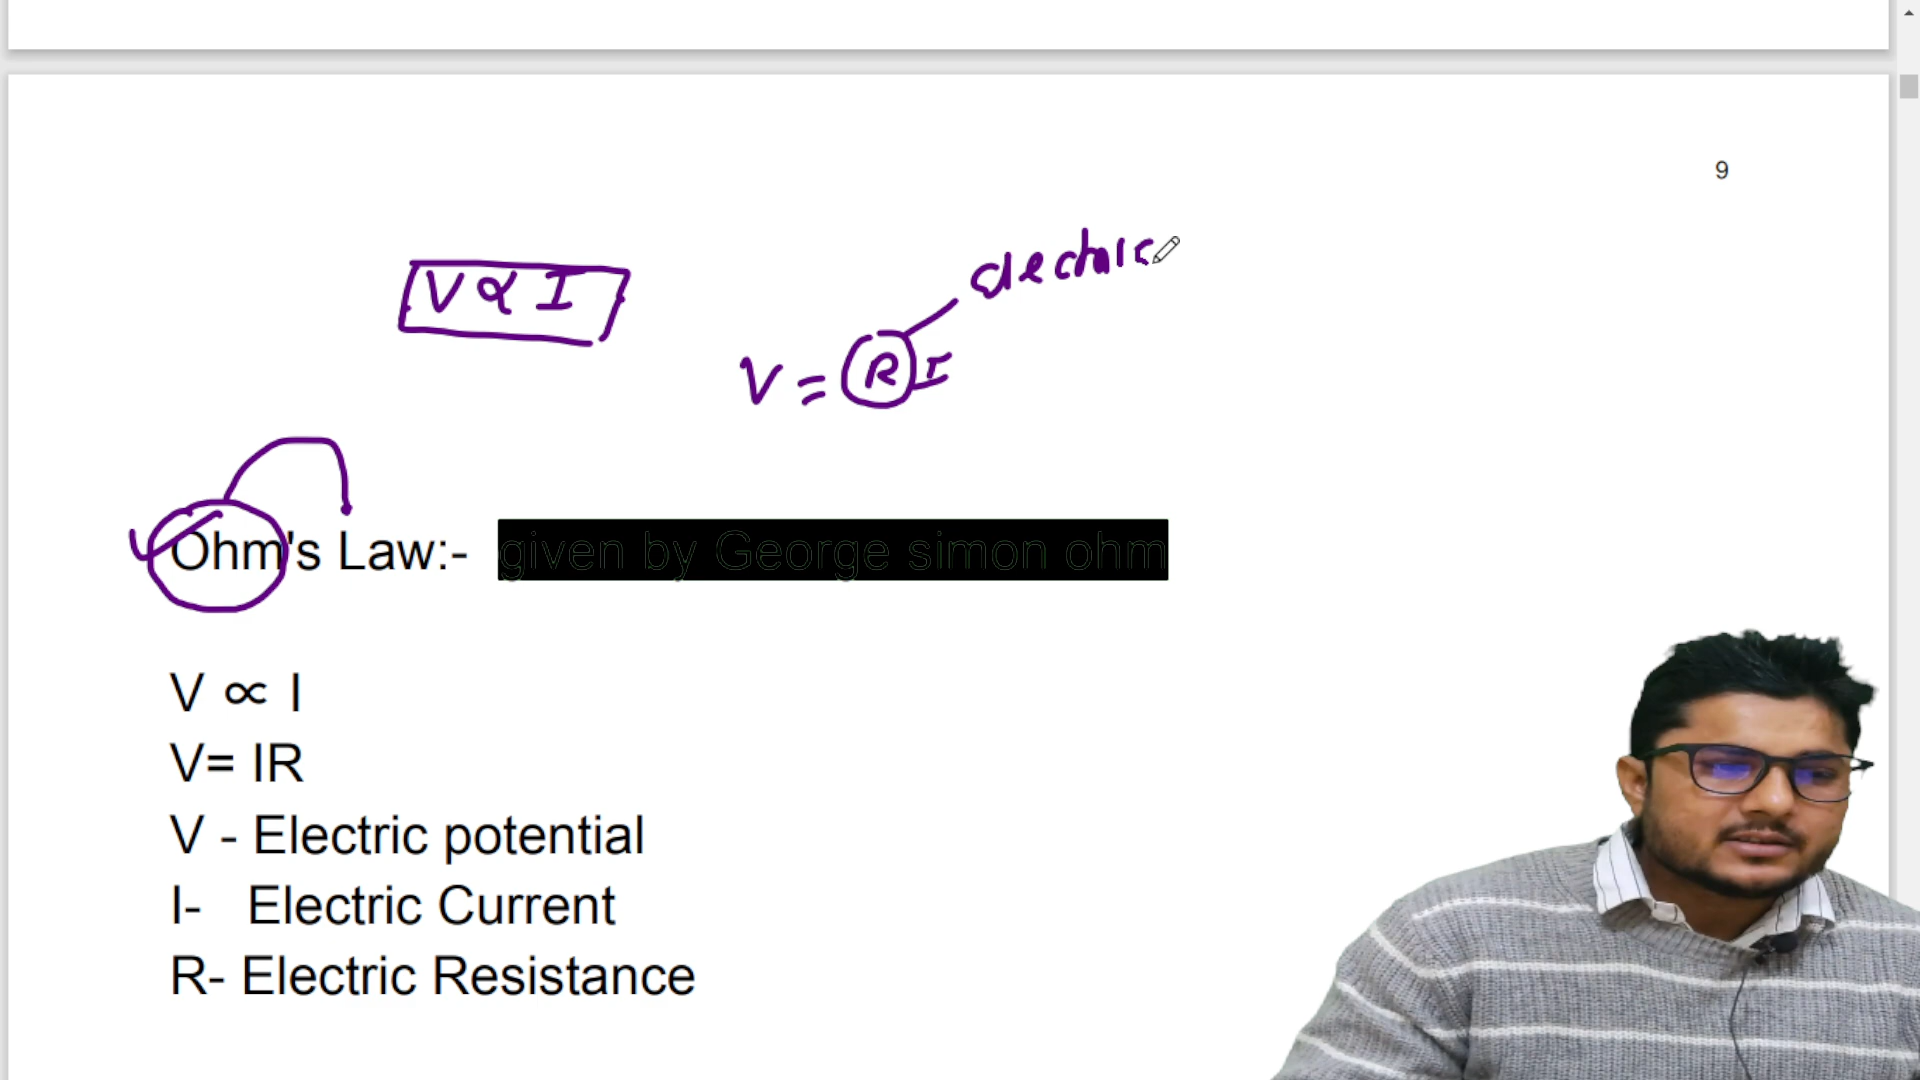 9
V ∝ I
electric
V = R I
Ohm's Law:- given by George simon ohm
V ∝ I
V= IR
V - Electric potential
I- Electric Current
R- Electric Resistance